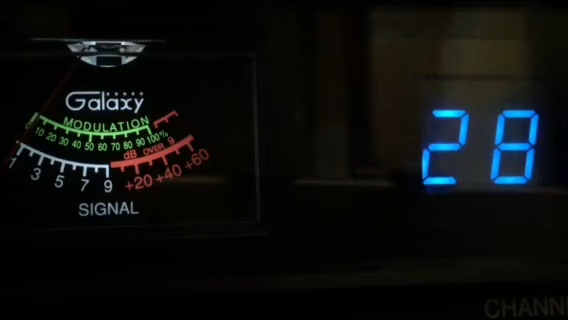 Galaxy
MODULATION
0 10 20 30 40 50 60 70 80 90 100%
dB OVER 9
1 3 5 7 9 +20 +40 +60
SIGNAL
28
CHANN